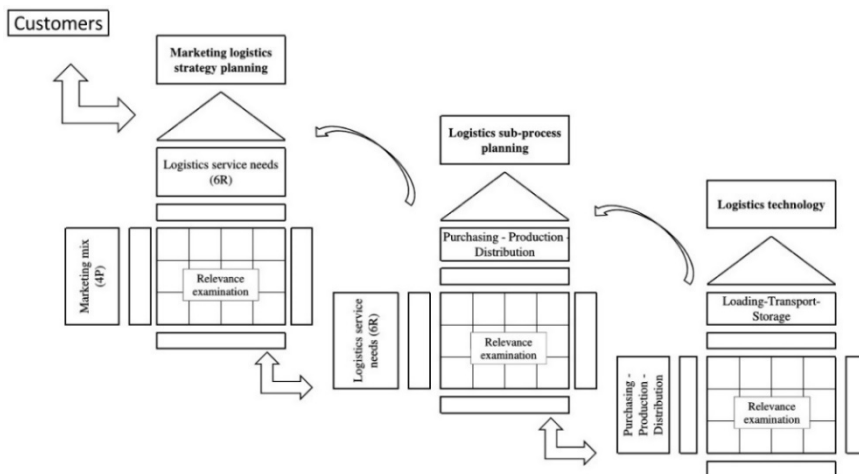 Customers
Marketing logistics
strategy planning
Logistics service needs
(6R)
Marketing mix
(4P)
Relevance
examination
Logistics sub-process
planning
Purchasing - Production -
Distribution
Logistics service
needs (6R)
Relevance
examination
Logistics technology
Loading-Transport-
Storage
Purchasing -
Production -
Distribution
Relevance
examination